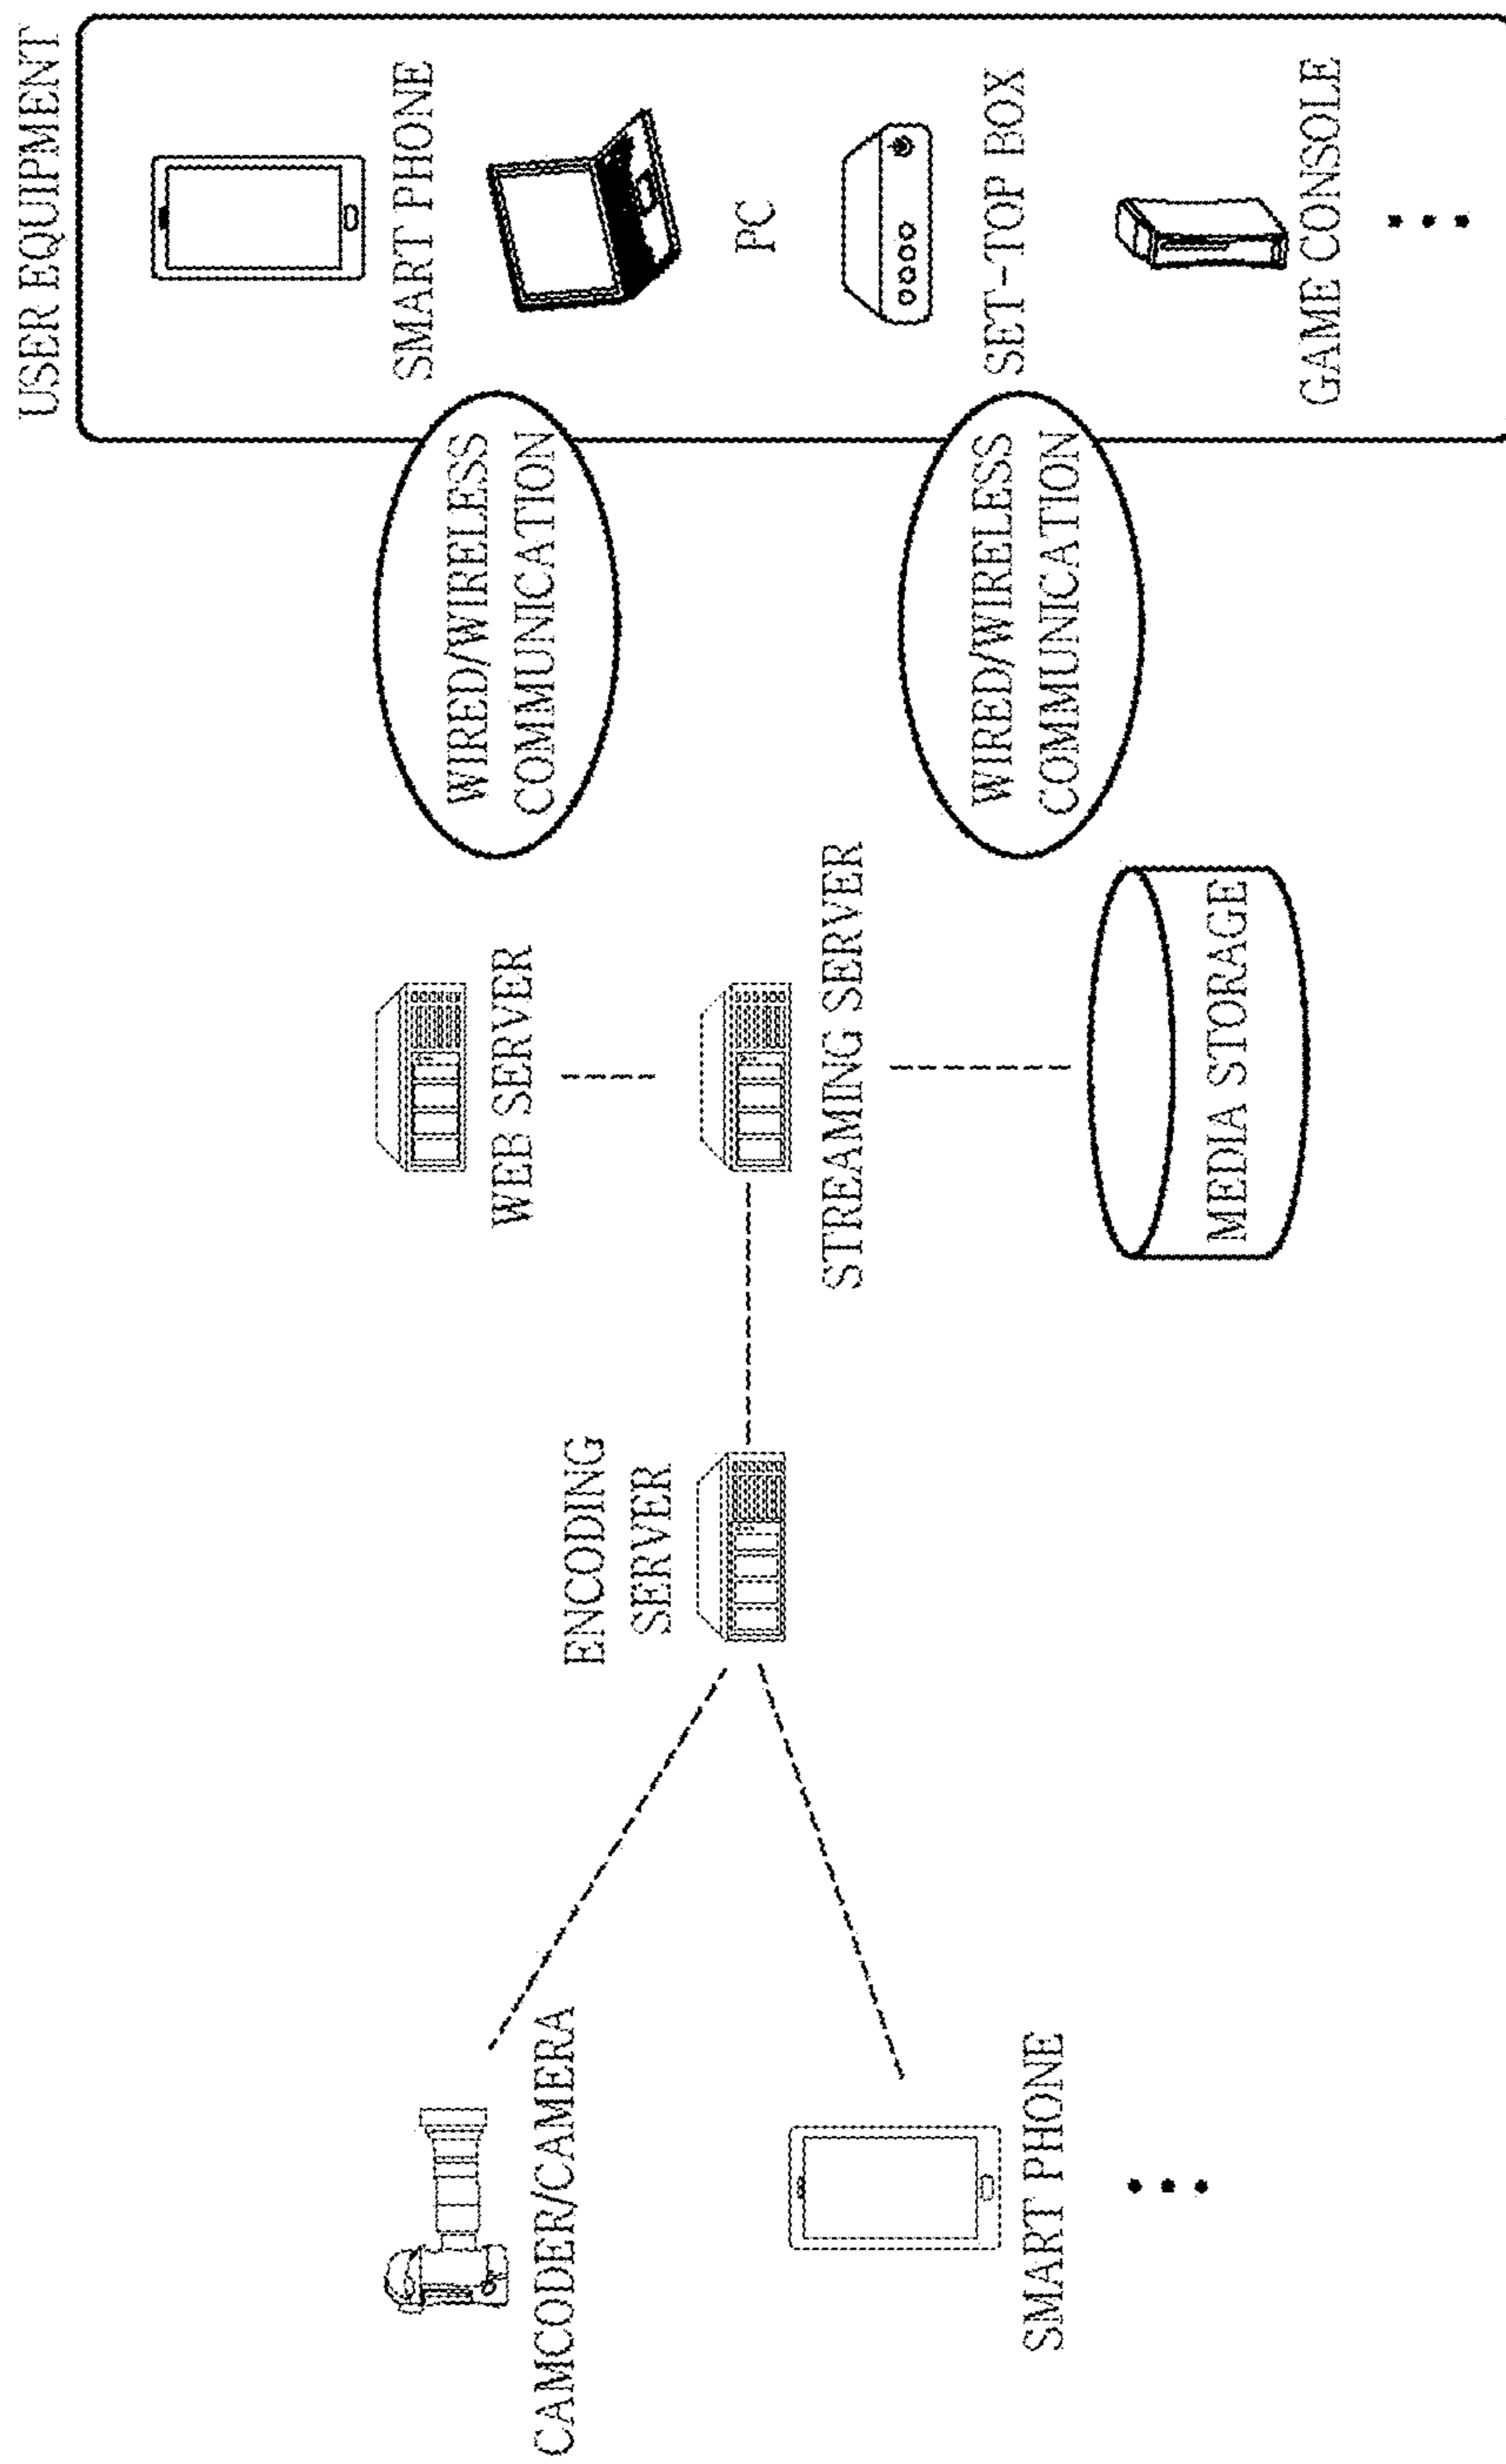 USER EQUIPMENT
SMART PHONE
PC
SET-TOP BOX
GAME CONSOLE
WIRED/WIRELESS
COMMUNICATION
WIRED/WIRELESS
COMMUNICATION
WEB SERVER
STREAMING SERVER
MEDIA STORAGE
ENCODING
SERVER
CAMCODER/CAMERA
SMART PHONE